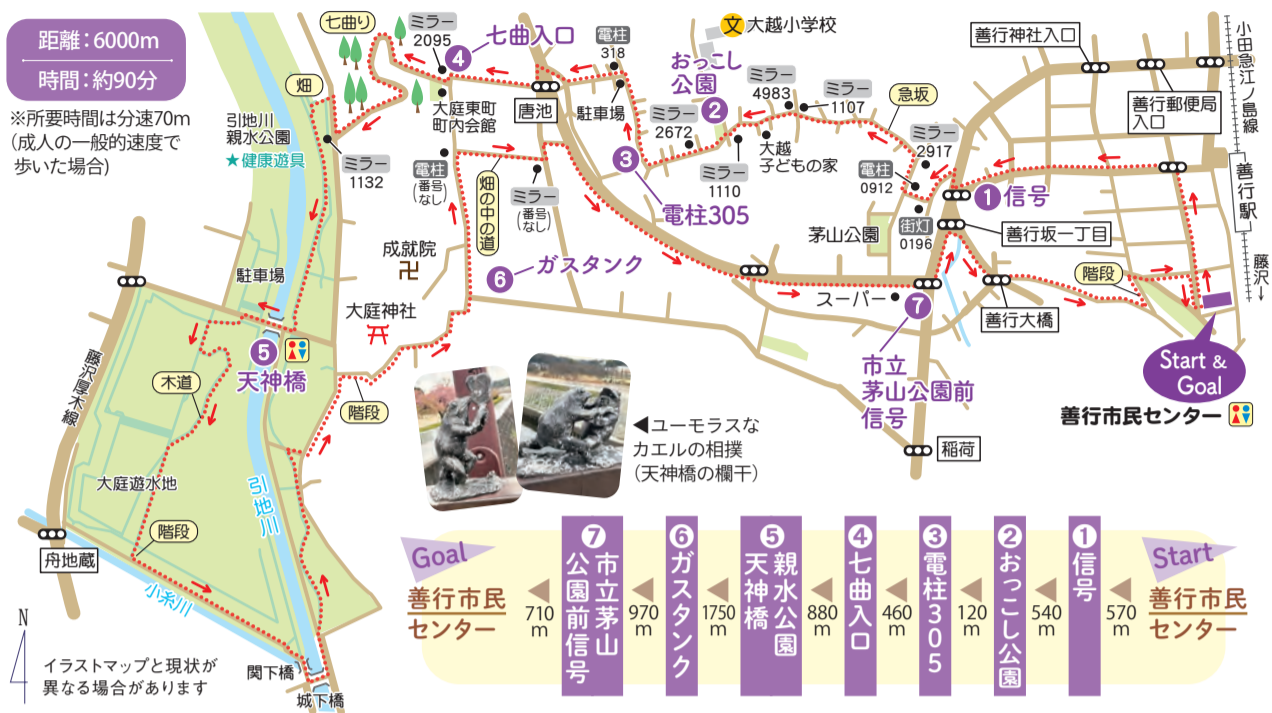 距離：6000m
時間：約90分
※所要時間は分速70m
（成人の一般的速度で
歩いた場合）
七曲り
ミラー
2095
❹
七曲入口
電柱
318
文
大越小学校
おっこし
公園
❷
ミラー
4983
ミラー
1107
急坂
善行神社入口
善行郵便局
入口
小田急江ノ島線
畑
引地川
親水公園
★健康遊具
ミラー
1132
大庭東町
町内会館
唐池
駐車場
ミラー
2672
❸
電柱305
ミラー
1110
大越
子どもの家
ミラー
2917
電柱
0912
❶信号
善行駅
電柱
（番号
なし）
畑の中の道
ミラー
（番号
なし）
街灯
0196
茅山公園
善行坂一丁目
藤沢→
成就院
卍
❻
ガスタンク
駐車場
大庭神社
スーパー
❼
市立
茅山公園前
信号
善行大橋
階段
Start &
Goal
善行市民センター
❺
天神橋
藤沢厚木線
木道
階段
◀ユーモラスな
カエルの相撲
（天神橋の欄干）
稲荷
大庭遊水地
引地川
階段
舟地蔵
小糸川
N
イラストマップと現状が
異なる場合があります
関下橋
城下橋
Start
善行市民
センター
570
m
❶信号
540
m
❷おっこし公園
120
m
❸電柱305
460
m
❹七曲入口
880
m
❺親水公園
天神橋
1750
m
❻ガスタンク
970
m
❼市立茅山
公園前信号
710
m
Goal
善行市民
センター